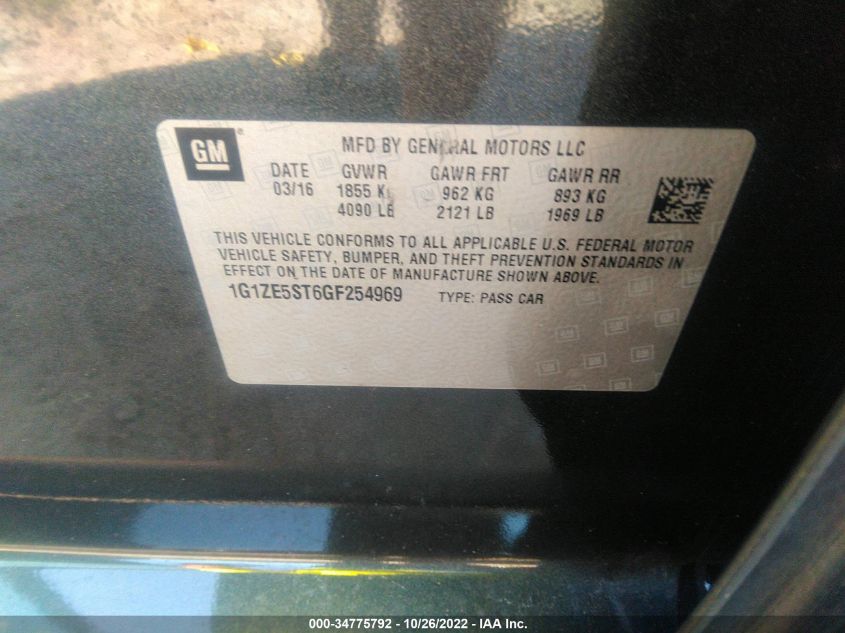 GM
MFD BY GENERAL MOTORS LLC
DATE GVWR GAWR FRT GAWR RR
03/16 1855 KG 962 KG 893 KG
4090 LB 2121 LB 1969 LB
THIS VEHICLE CONFORMS TO ALL APPLICABLE U.S. FEDERAL MOTOR
VEHICLE SAFETY, BUMPER, AND THEFT PREVENTION STANDARDS IN
EFFECT ON THE DATE OF MANUFACTURE SHOWN ABOVE.
1G1ZE5ST6GF254969 TYPE: PASS CAR
000-34775792 - 10/26/2022 - IAA Inc.